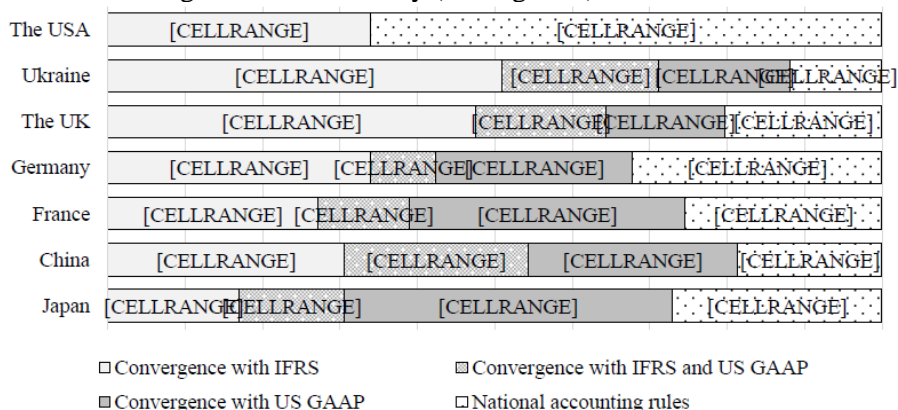 The USA [CELLRANGE] [CELLRANGE]
Ukraine [CELLRANGE] [CELLRANGE] [CELLRANGE] [CELLRANGE]
The UK [CELLRANGE] [CELLRANGE] [CELLRANGE] [CELLRANGE]
Germany [CELLRANGE] [CELLRANGE] [CELLRANGE] [CELLRANGE]
France [CELLRANGE] [CELLRANGE] [CELLRANGE] [CELLRANGE]
China [CELLRANGE] [CELLRANGE] [CELLRANGE] [CELLRANGE]
Japan [CELLRANGE] [CELLRANGE] [CELLRANGE] [CELLRANGE]
Convergence with IFRS Convergence with IFRS and US GAAP
Convergence with US GAAP National accounting rules